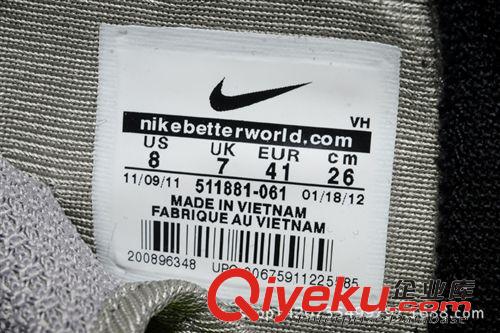 VH
nikebetterworld.com
US UK EUR cm
8 7 41 26
11/09/11 511881-061 01/18/12
MADE IN VIETNAM
FABRIQUE AU VIETNAM
200896348
Qiyeku.com